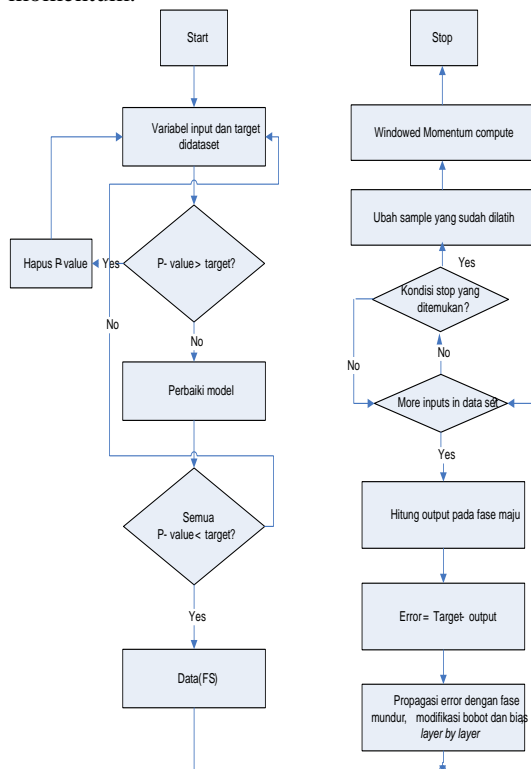 momentum.
Start
Variabel input dan target
didataset
Hapus P-value
Yes
P- value> target?
No
No
Perbaiki model
Semua
P- value< target?
Yes
Data(FS)
Stop
Windowed Momentum compute
Ubah sample yang sudah dilatih
Yes
Kondisi stop yang
ditemukan?
No
No
More inputs in data set?
Yes
Hitung output pada fase maju
Error= Target- output
Propagasi error dengan fase
mundur, modifikasi bobot dan bias
layer by layer